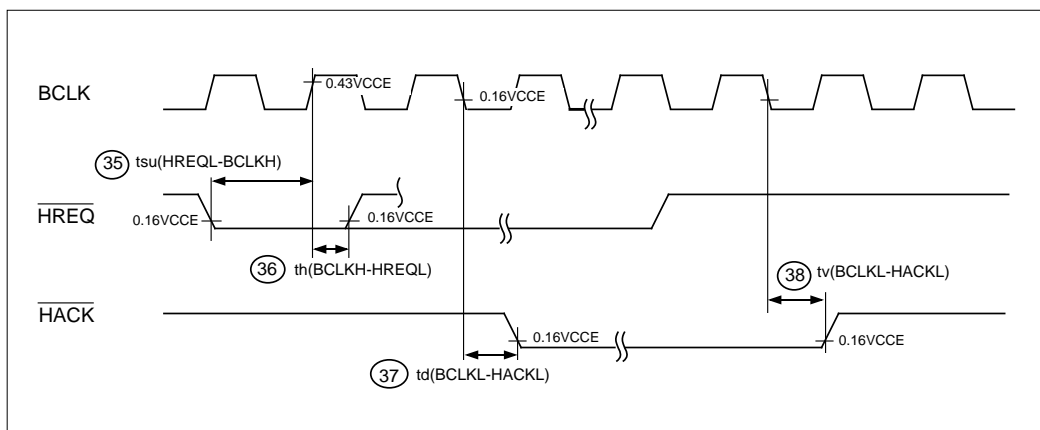 BCLK
0.43VCCE
0.16VCCE
35 tsu(HREQL-BCLKH)
HREQ
0.16VCCE
0.16VCCE
36 th(BCLKH-HREQL)
38 tv(BCLKL-HACKL)
HACK
0.16VCCE
0.16VCCE
37 td(BCLKL-HACKL)